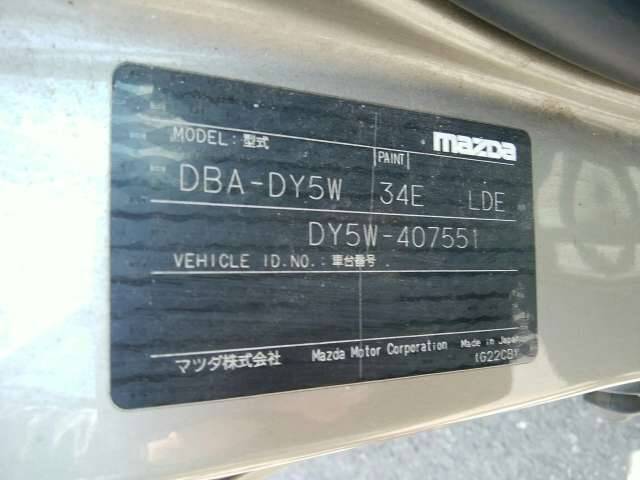 mazda
MODEL: 型式 PAINT
DBA-DY5W 34E LDE
DY5W-407551
VEHICLE ID.NO.: 車台番号
マツダ株式会社 Mazda Motor Corporation Made in Japan